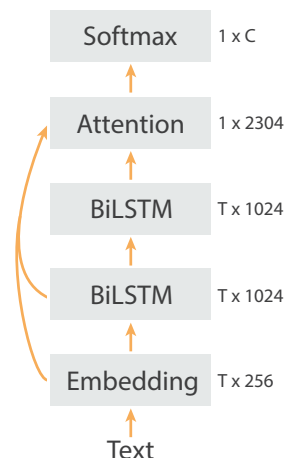 Softmax 1 x C
Attention 1 x 2304
BiLSTM T x 1024
BiLSTM T x 1024
Embedding T x 256
Text